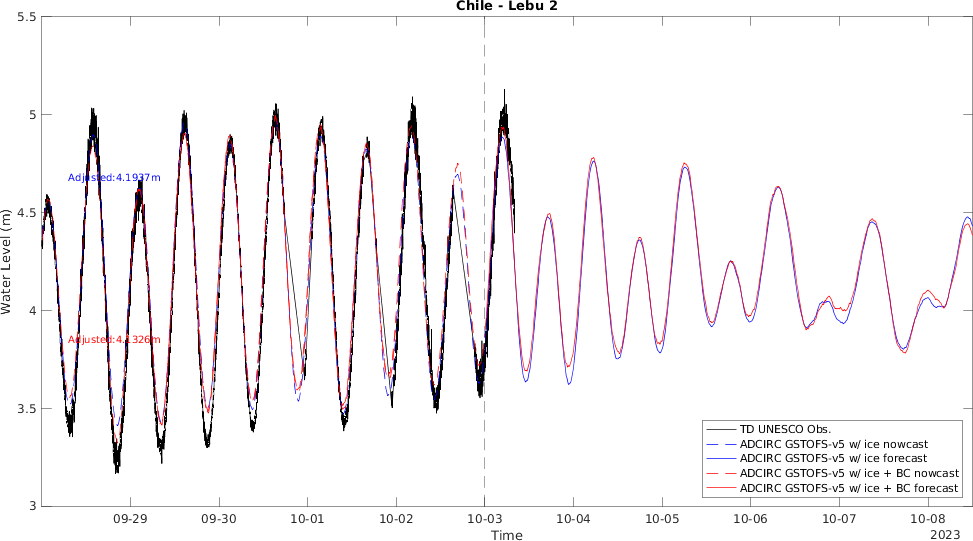 Chile - Lebu 2
5.5
5
4.5
4
3.5
3
Water Level (m)
Adjusted:4.1937m
Adjusted:4.1326m
TD UNESCO Obs.
ADCIRC GSTOFS-v5 w/ ice nowcast
ADCIRC GSTOFS-v5 w/ ice forecast
ADCIRC GSTOFS-v5 w/ ice + BC nowcast
ADCIRC GSTOFS-v5 w/ ice + BC forecast
09-29 09-30 10-01 10-02 10-03 10-04 10-05 10-06 10-07 10-08
Time
2023